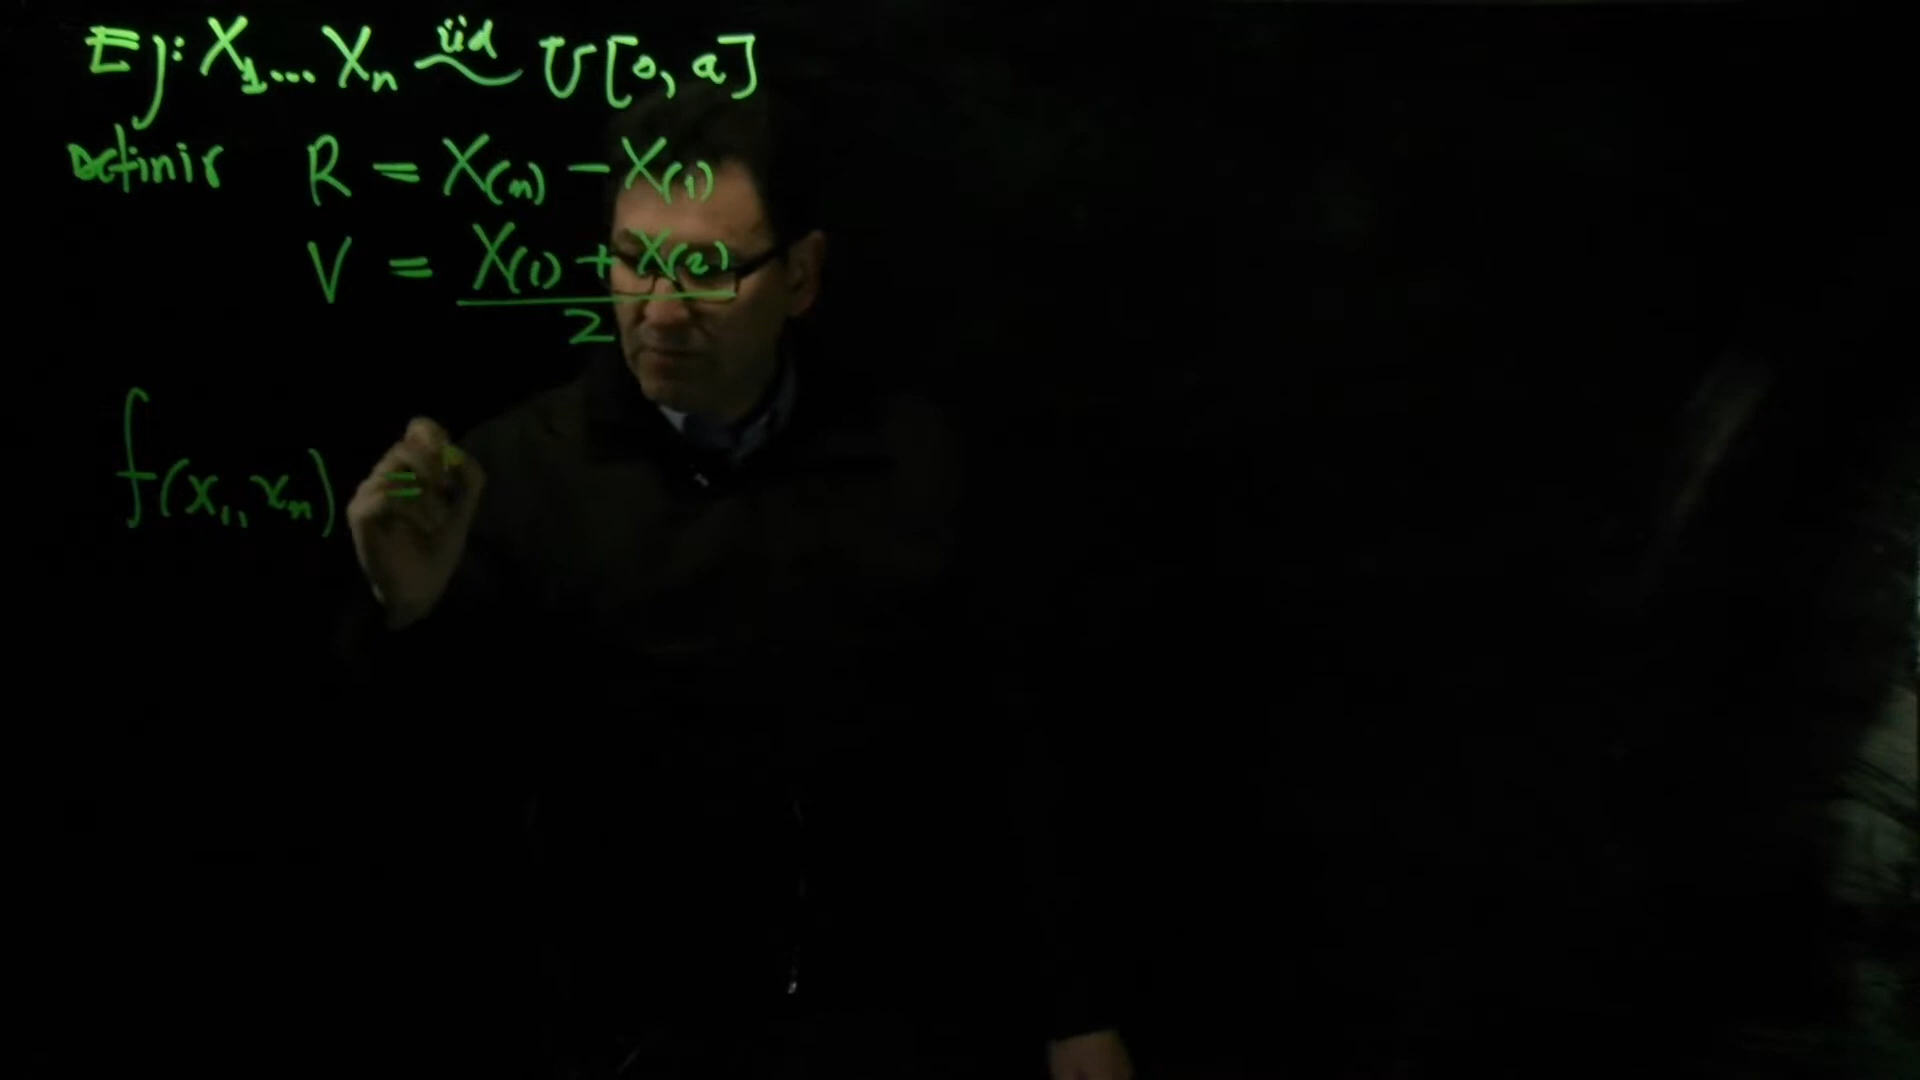 Ej: X₁... Xₙ iid ~ U[0, a]
Definir R = X(n) − X(1)
V = X(1) + X(2) / 2
f(x₁, xₙ) =